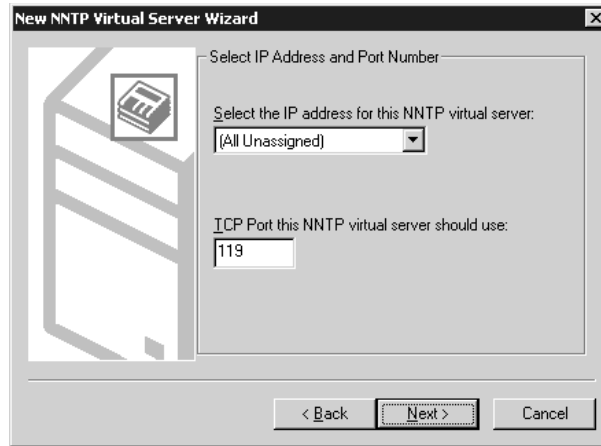 New NNTP Virtual Server Wizard
Select IP Address and Port Number
Select the IP address for this NNTP virtual server:
(All Unassigned)
TCP Port this NNTP virtual server should use:
119
< Back
Next >
Cancel